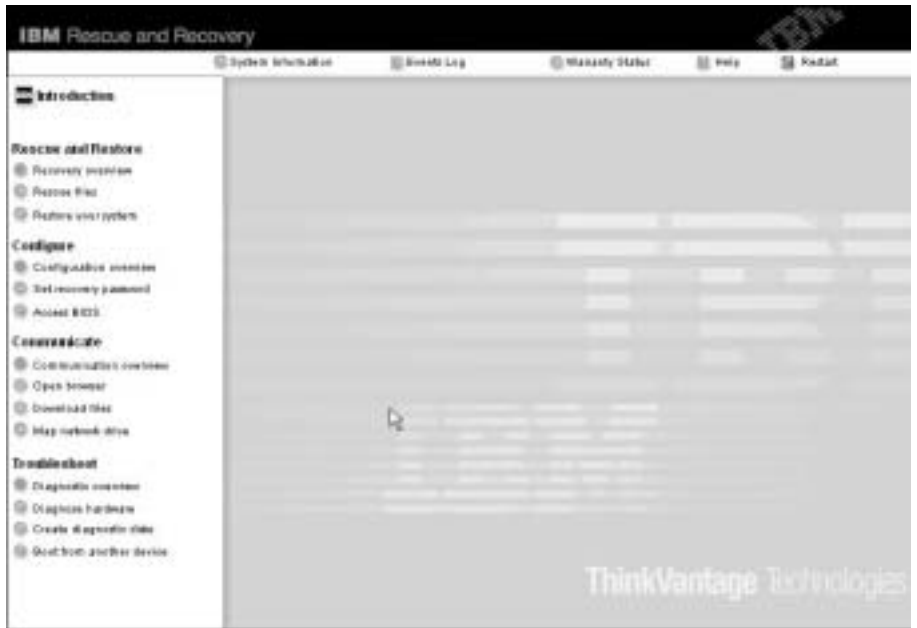 IBM Rescue and Recovery
IBM
System Information Events Log Warranty Status Help Restart
Introduction
Rescue and Restore
Recovery overview
Rescue files
Restore your system
Configure
Configuration overview
Set recovery password
Access BIOS
Communicate
Communication overview
Open browser
Download files
Map network drive
Troubleshoot
Diagnostic overview
Diagnose hardware
Create diagnostic disks
Boot from another device
IBM
IBM
ThinkVantage Technologies